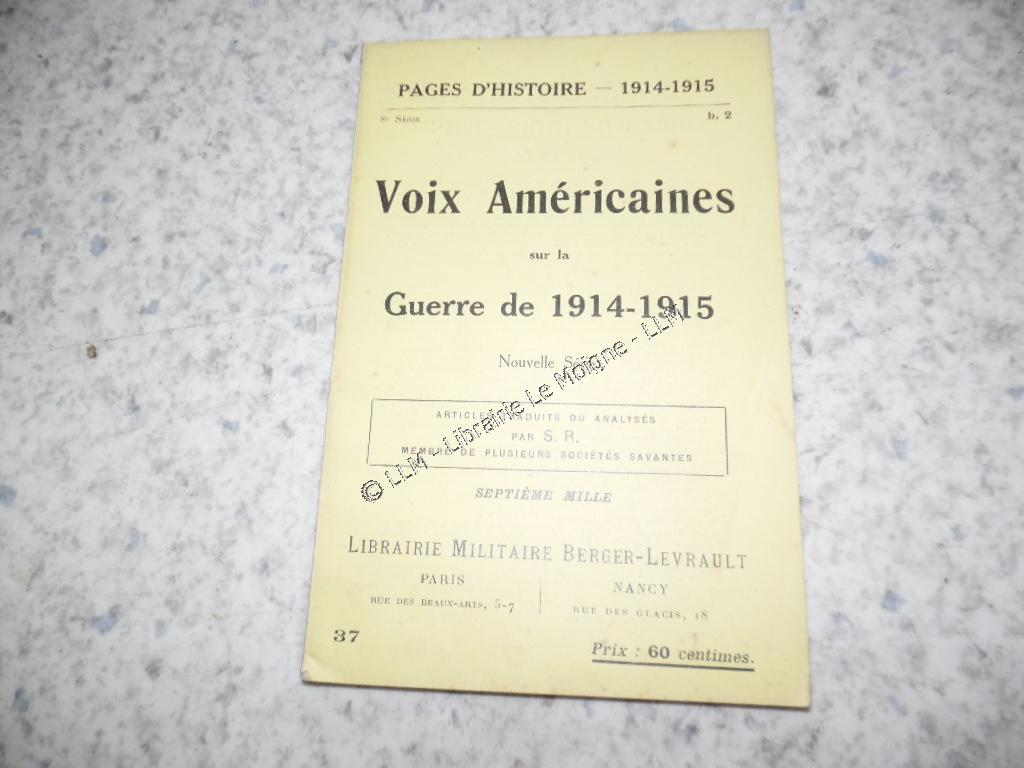 PAGES D'HISTOIRE — 1914-1915
8e Série b. 2
Voix Américaines
sur la
Guerre de 1914-1915
Nouvelle Série
ARTICLES TRADUITS OU ANALYSÉS
PAR S. R.
MEMBRE DE PLUSIEURS SOCIÉTÉS SAVANTES
SEPTIÈME MILLE
LIBRAIRIE MILITAIRE BERGER-LEVRAULT
PARIS
RUE DES BEAUX-ARTS, 5-7
NANCY
RUE DES GLACIS, 18
37
Prix : 60 centimes.
© LLM - Librairie Le Moigne - LLM